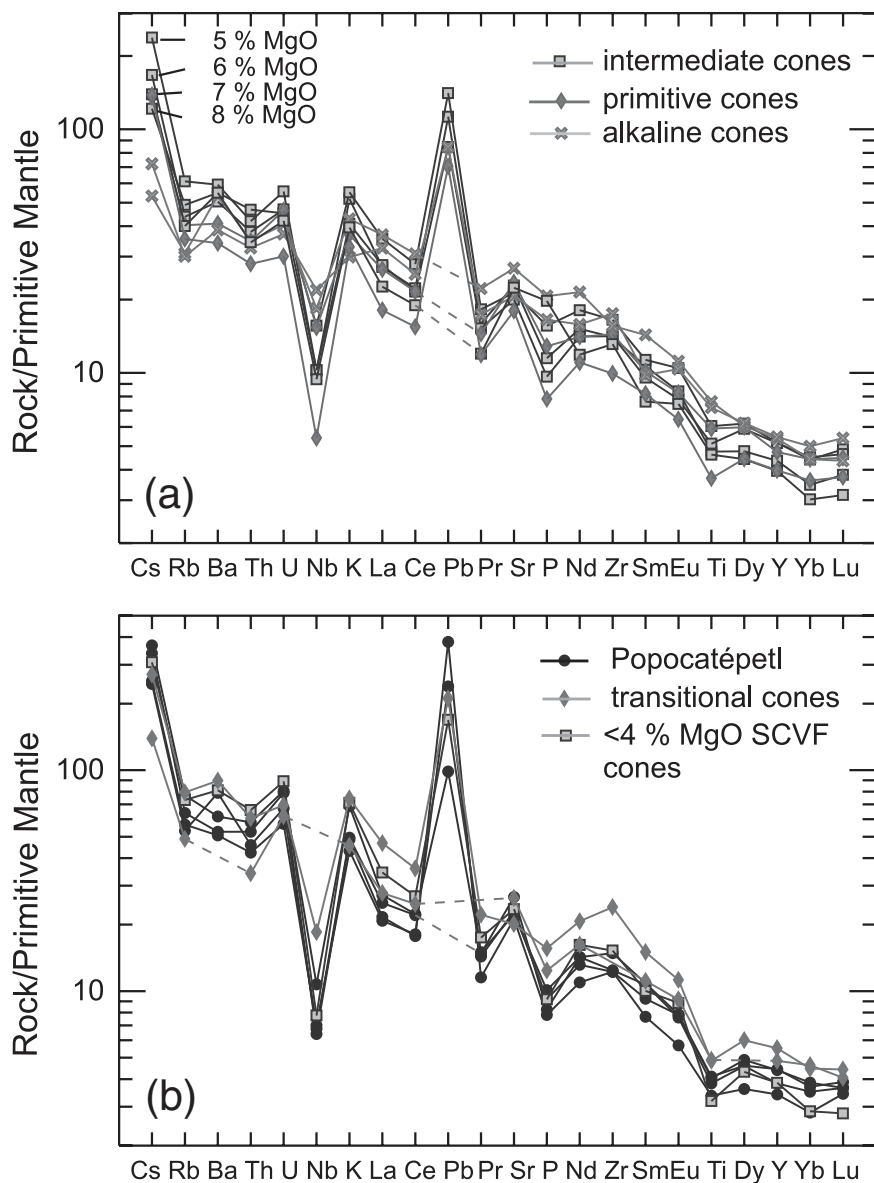 5 % MgO
6 % MgO
7 % MgO
8 % MgO
intermediate cones
primitive cones
alkaline cones
100
10
Rock/Primitive Mantle
(a)
Cs Rb Ba Th U Nb K La Ce Pb Pr Sr P Nd Zr Sm Eu Ti Dy Y Yb Lu
Popocatépetl
transitional cones
<4 % MgO SCVF
cones
100
10
Rock/Primitive Mantle
(b)
Cs Rb Ba Th U Nb K La Ce Pb Pr Sr P Nd Zr Sm Eu Ti Dy Y Yb Lu